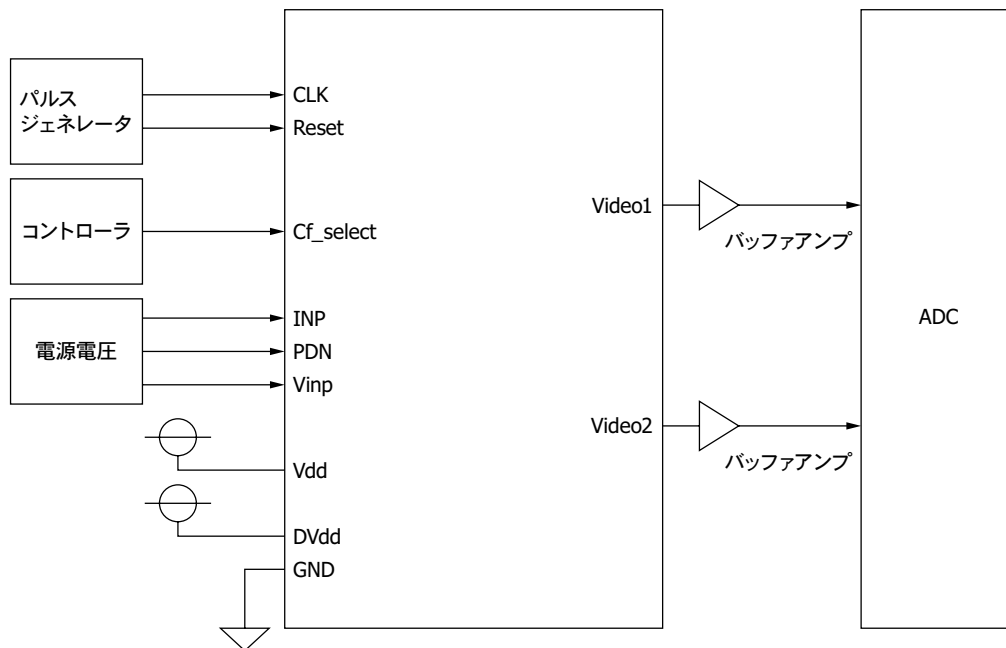 パルス
ジェネレータ
コントローラ
電源電圧
CLK
Reset
Cf_select
INP
PDN
Vinp
Vdd
DVdd
GND
Video1
バッファアンプ
Video2
バッファアンプ
ADC